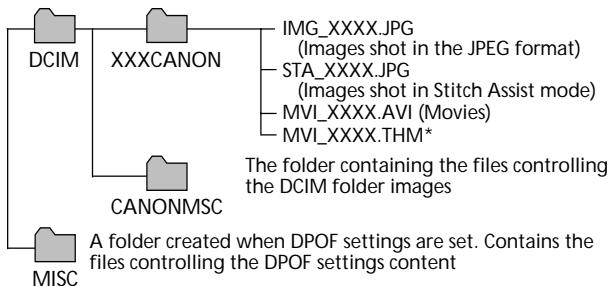 IMG_XXXX.JPG
(Images shot in the JPEG format)
DCIM XXXCANON
STA_XXXX.JPG
(Images shot in Stitch Assist mode)
MVI_XXXX.AVI (Movies)
MVI_XXXX.THM*
The folder containing the files controlling
the DCIM folder images
CANONMSC
A folder created when DPOF settings are set. Contains the
files controlling the DPOF settings content
MISC